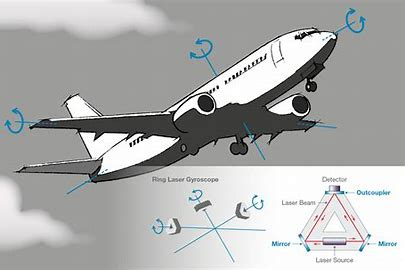 Ring Laser Gyroscope
Detector
Outcoupler
Laser Beam
Mirror
Mirror
Laser Source